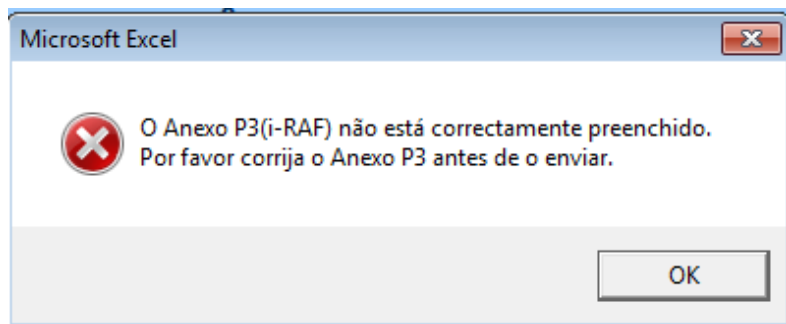 Microsoft Excel
O Anexo P3(i-RAF) não está correctamente preenchido.
Por favor corrija o Anexo P3 antes de o enviar.
OK